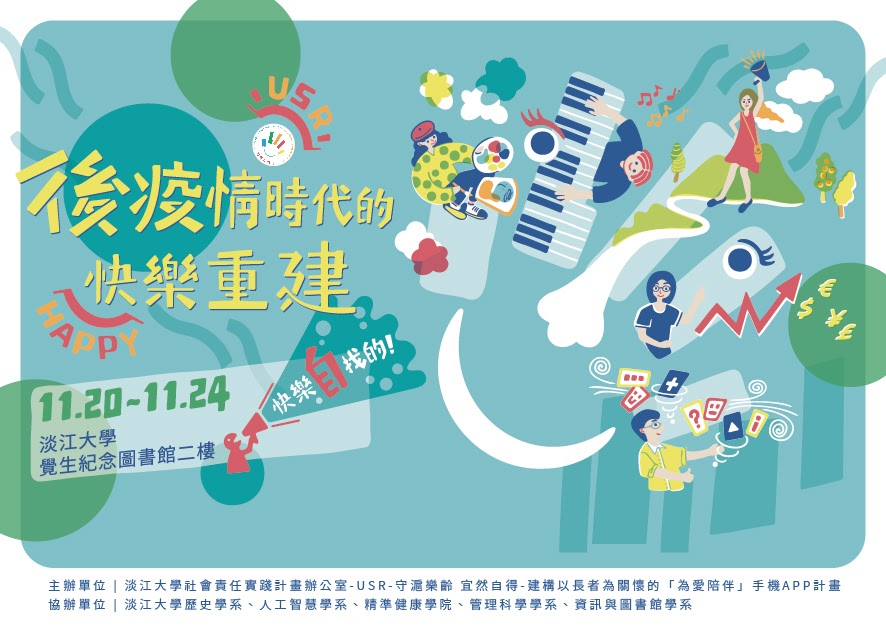 USR
後疫情時代的
快樂重建
HAPPY
快樂自找的!
11.20~11.24
淡江大學
覺生紀念圖書館二樓
$ € ¥ £
?
i
主辦單位 | 淡江大學社會責任實踐計畫辦公室-USR-守滬樂齡 宜然自得-建構以長者為關懷的「為愛陪伴」手機APP計畫
協辦單位 | 淡江大學歷史學系、人工智慧學系、精準健康學院、管理科學學系、資訊與圖書館學系